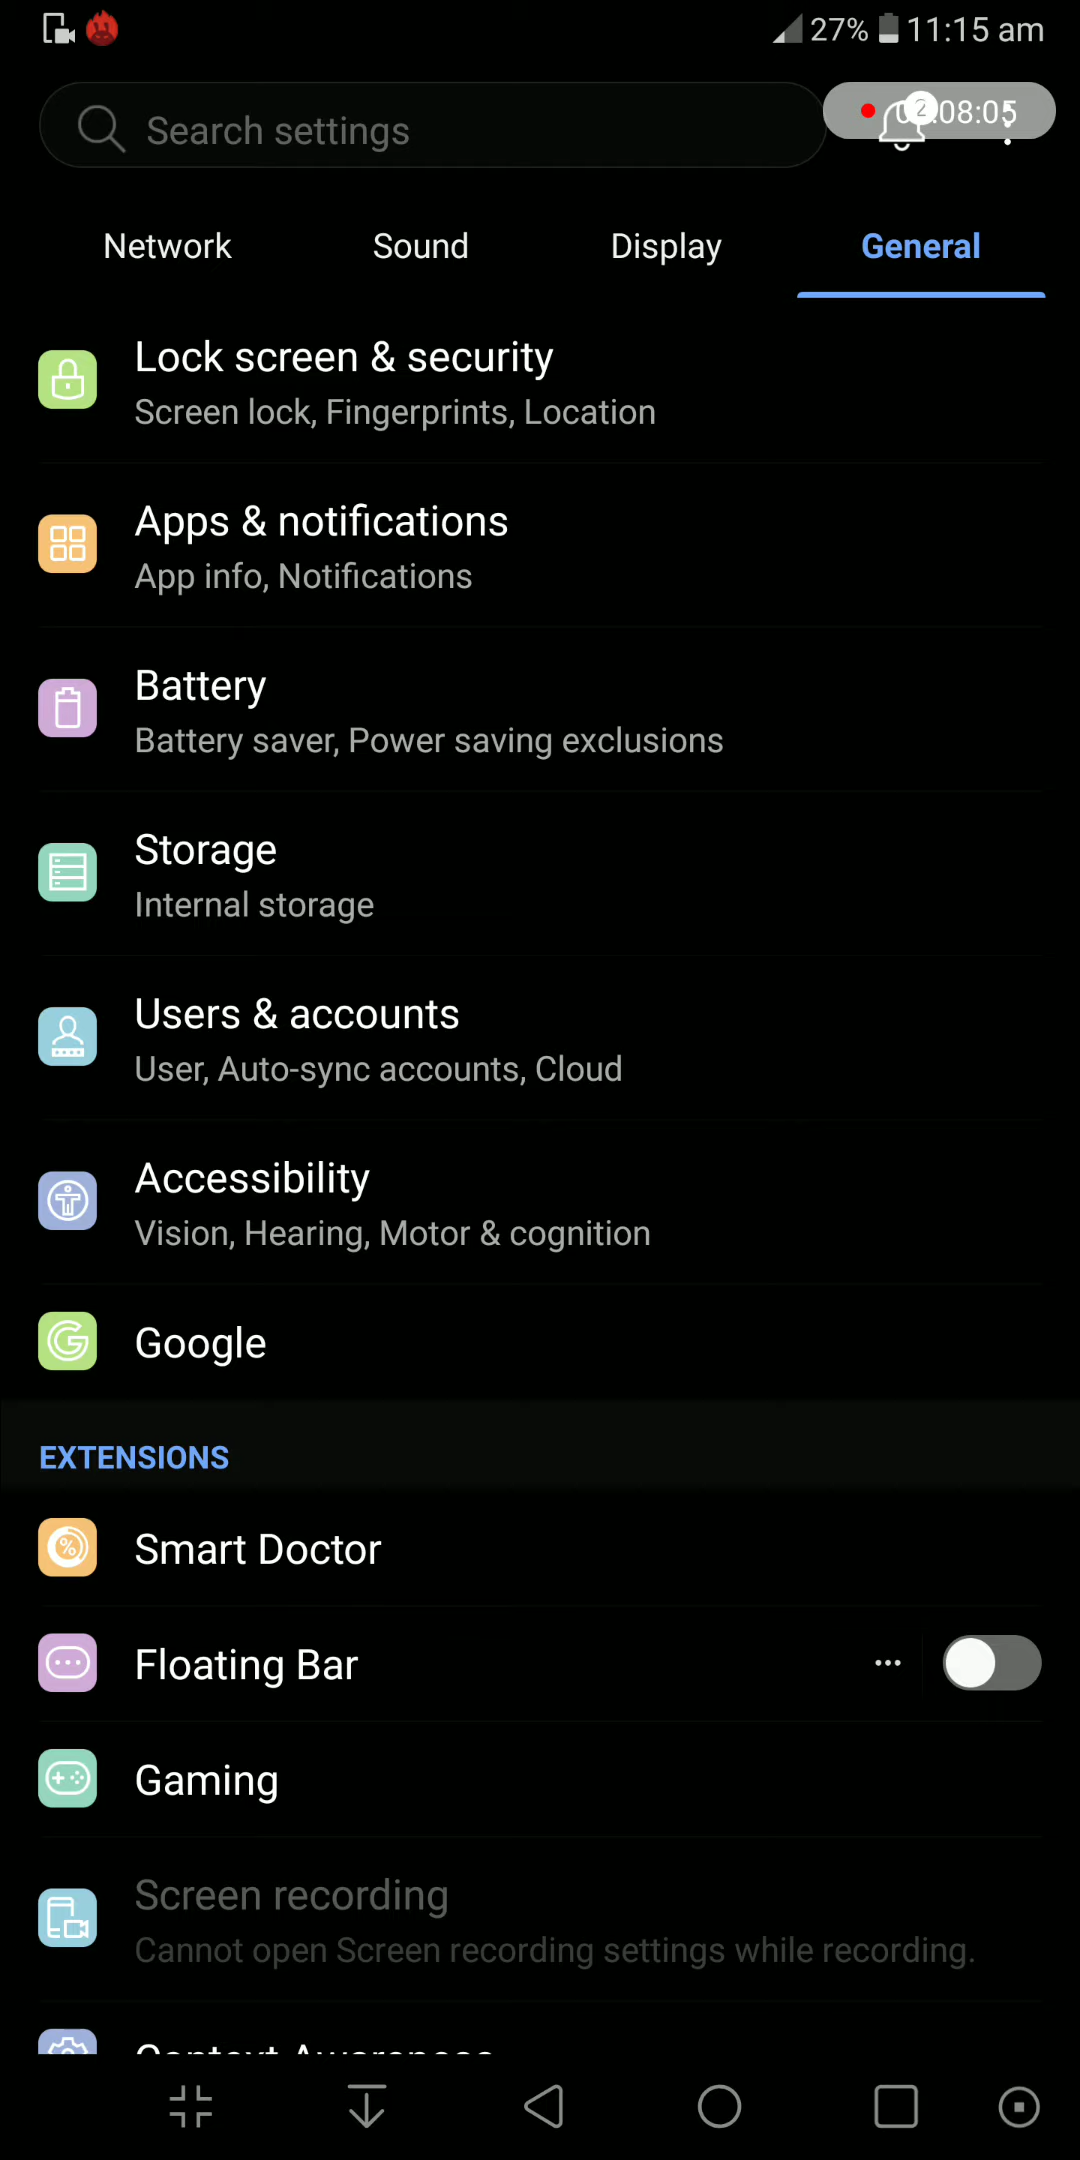 27% 11:15 am
Search settings
2 :08:05
Network Sound Display General
Lock screen & security
Screen lock, Fingerprints, Location
Apps & notifications
App info, Notifications
Battery
Battery saver, Power saving exclusions
Storage
Internal storage
Users & accounts
User, Auto-sync accounts, Cloud
Accessibility
Vision, Hearing, Motor & cognition
Google
EXTENSIONS
Smart Doctor
Floating Bar
Gaming
Screen recording
Cannot open Screen recording settings while recording.
Context Awareness